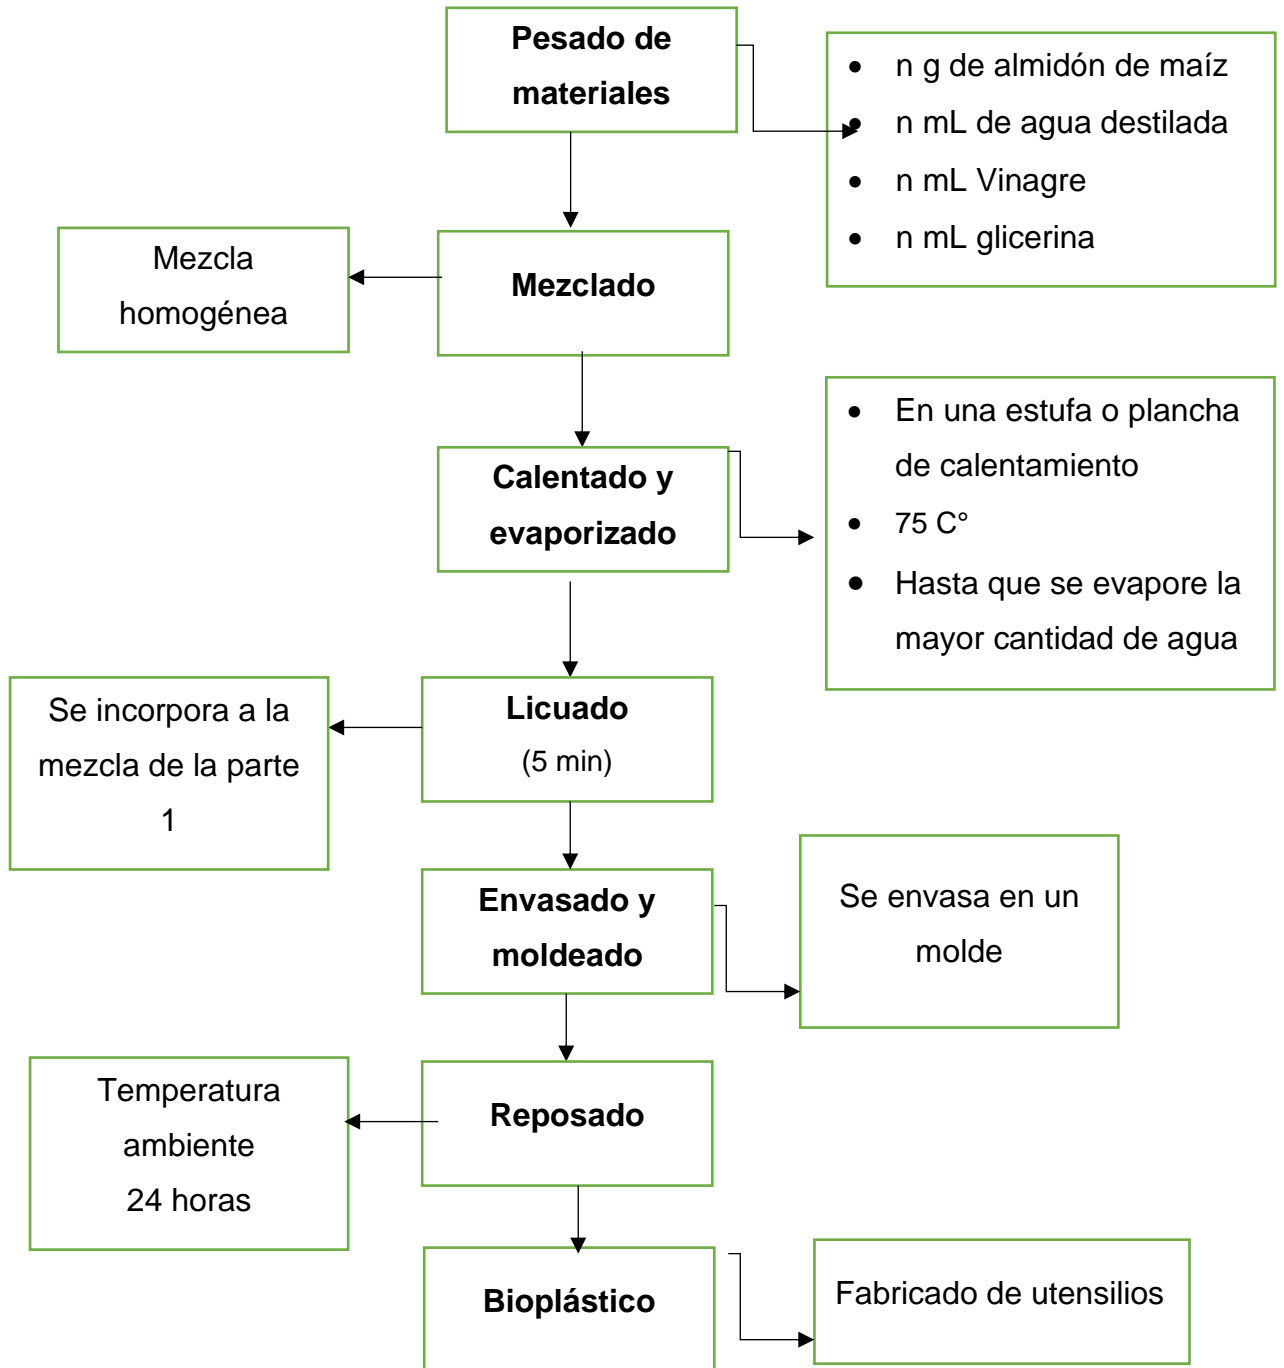 Pesado de
materiales
• n g de almidón de maíz
• n mL de agua destilada
• n mL Vinagre
• n mL glicerina
Mezcla
homogénea
Mezclado
Calentado y
evaporizado
• En una estufa o plancha
de calentamiento
• 75 C°
• Hasta que se evapore la
mayor cantidad de agua
Se incorpora a la
mezcla de la parte
1
Licuado
(5 min)
Envasado y
moldeado
Se envasa en un
molde
Temperatura
ambiente
24 horas
Reposado
Bioplástico
Fabricado de utensilios